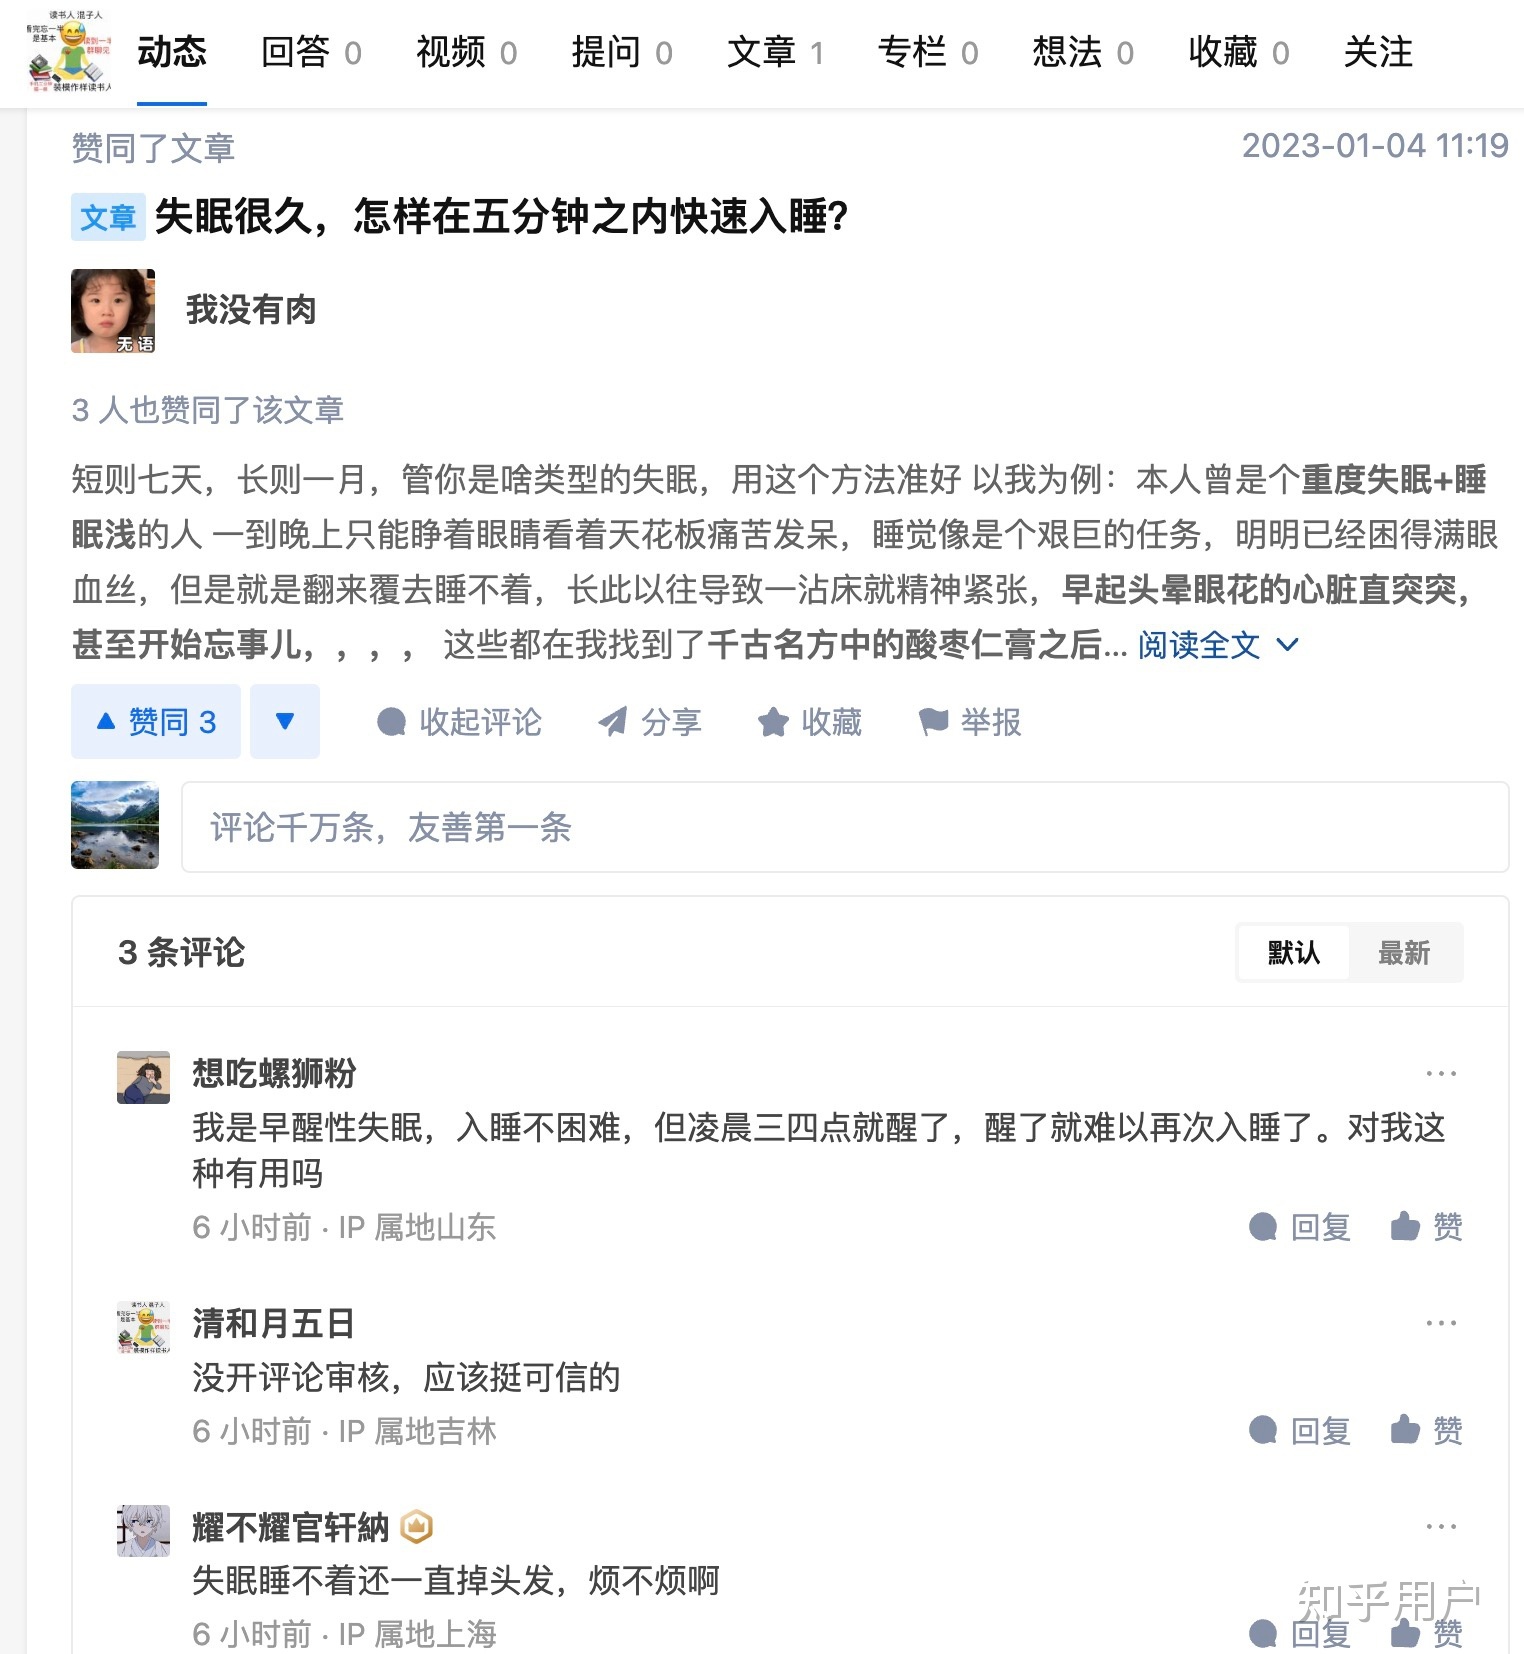 读书人 混子人
看完忘一半
是基本
读到一半
群聊见
装模作样读书人
动态 回答 0 视频 0 提问 0 文章 1 专栏 0 想法 0 收藏 0 关注
赞同了文章 2023-01-04 11:19
文章 失眠很久，怎样在五分钟之内快速入睡？
无语
我没有肉
3 人也赞同了该文章
短则七天，长则一月，管你是啥类型的失眠，用这个方法准好 以我为例：本人曾是个重度失眠+睡
眠浅的人 一到晚上只能睁着眼睛看着天花板痛苦发呆，睡觉像是个艰巨的任务，明明已经困得满眼
血丝，但是就是翻来覆去睡不着，长此以往导致一沾床就精神紧张，早起头晕眼花的心脏直突突，
甚至开始忘事儿，，，， 这些都在我找到了千古名方中的酸枣仁膏之后... 阅读全文
赞同 3 收起评论 分享 收藏 举报
评论千万条，友善第一条
3 条评论 默认 最新
想吃螺狮粉 ...
我是早醒性失眠，入睡不困难，但凌晨三四点就醒了，醒了就难以再次入睡了。对我这
种有用吗
6 小时前 · IP 属地山东 回复 赞
清和月五日 ...
没开评论审核，应该挺可信的
6 小时前 · IP 属地吉林 回复 赞
耀不耀官轩納 ...
失眠睡不着还一直掉头发，烦不烦啊
知乎用户
6 小时前 · IP 属地上海 回复 赞